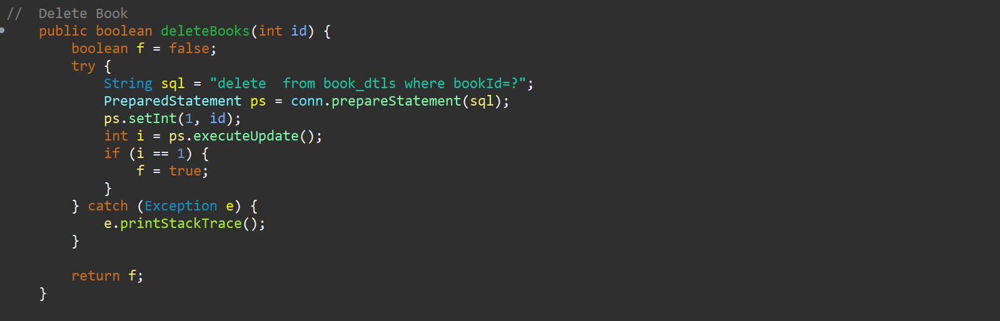 //  Delete Book
    public boolean deleteBooks(int id) {
        boolean f = false;
        try {
            String sql = "delete  from book_dtls where bookId=?";
            PreparedStatement ps = conn.prepareStatement(sql);
            ps.setInt(1, id);
            int i = ps.executeUpdate();
            if (i == 1) {
                f = true;
            }
        } catch (Exception e) {
            e.printStackTrace();
        }

        return f;
    }